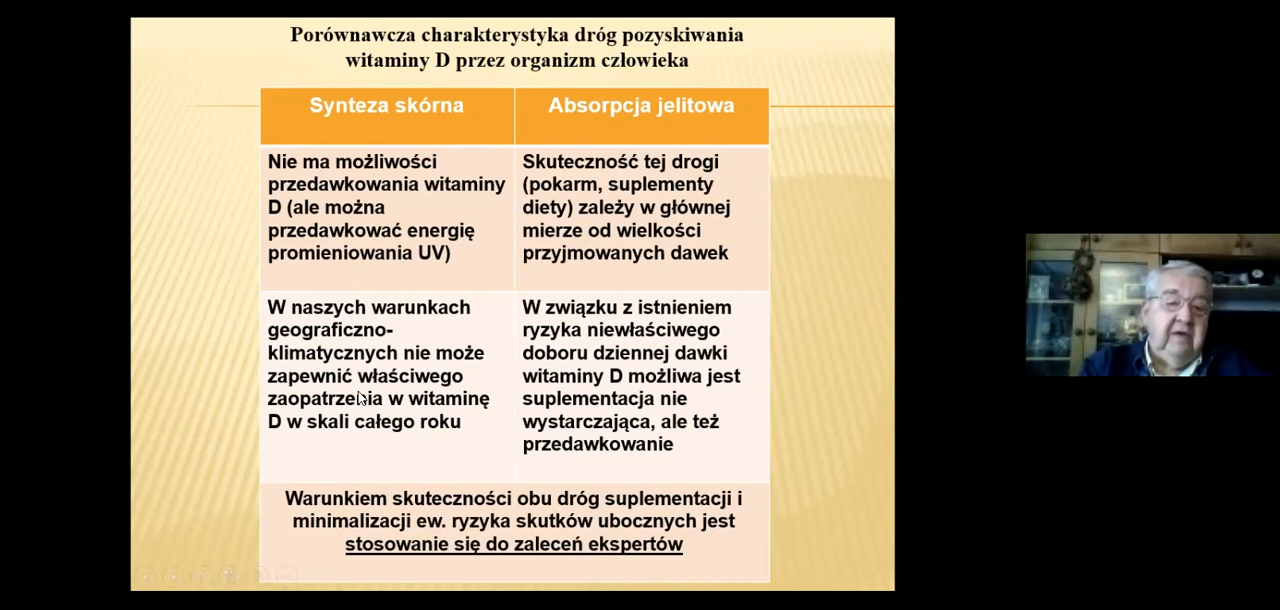 Porównawcza charakterystyka dróg pozyskiwania
witaminy D przez organizm człowieka
Synteza skórna
Absorpcja jelitowa
Nie ma możliwości
przedawkowania witaminy
D (ale można
przedawkować energię
promieniowania UV)
Skuteczność tej drogi
(pokarm, suplementy
diety) zależy w głównej
mierze od wielkości
przyjmowanych dawek
W naszych warunkach
geograficzno-
klimatycznych nie może
zapewnić właściwego
zaopatrzenia w witaminę
D w skali całego roku
W związku z istnieniem
ryzyka niewłaściwego
doboru dziennej dawki
witaminy D możliwa jest
suplementacja nie
wystarczająca, ale też
przedawkowanie
Warunkiem skuteczności obu dróg suplementacji i
minimalizacji ew. ryzyka skutków ubocznych jest
stosowanie się do zaleceń ekspertów